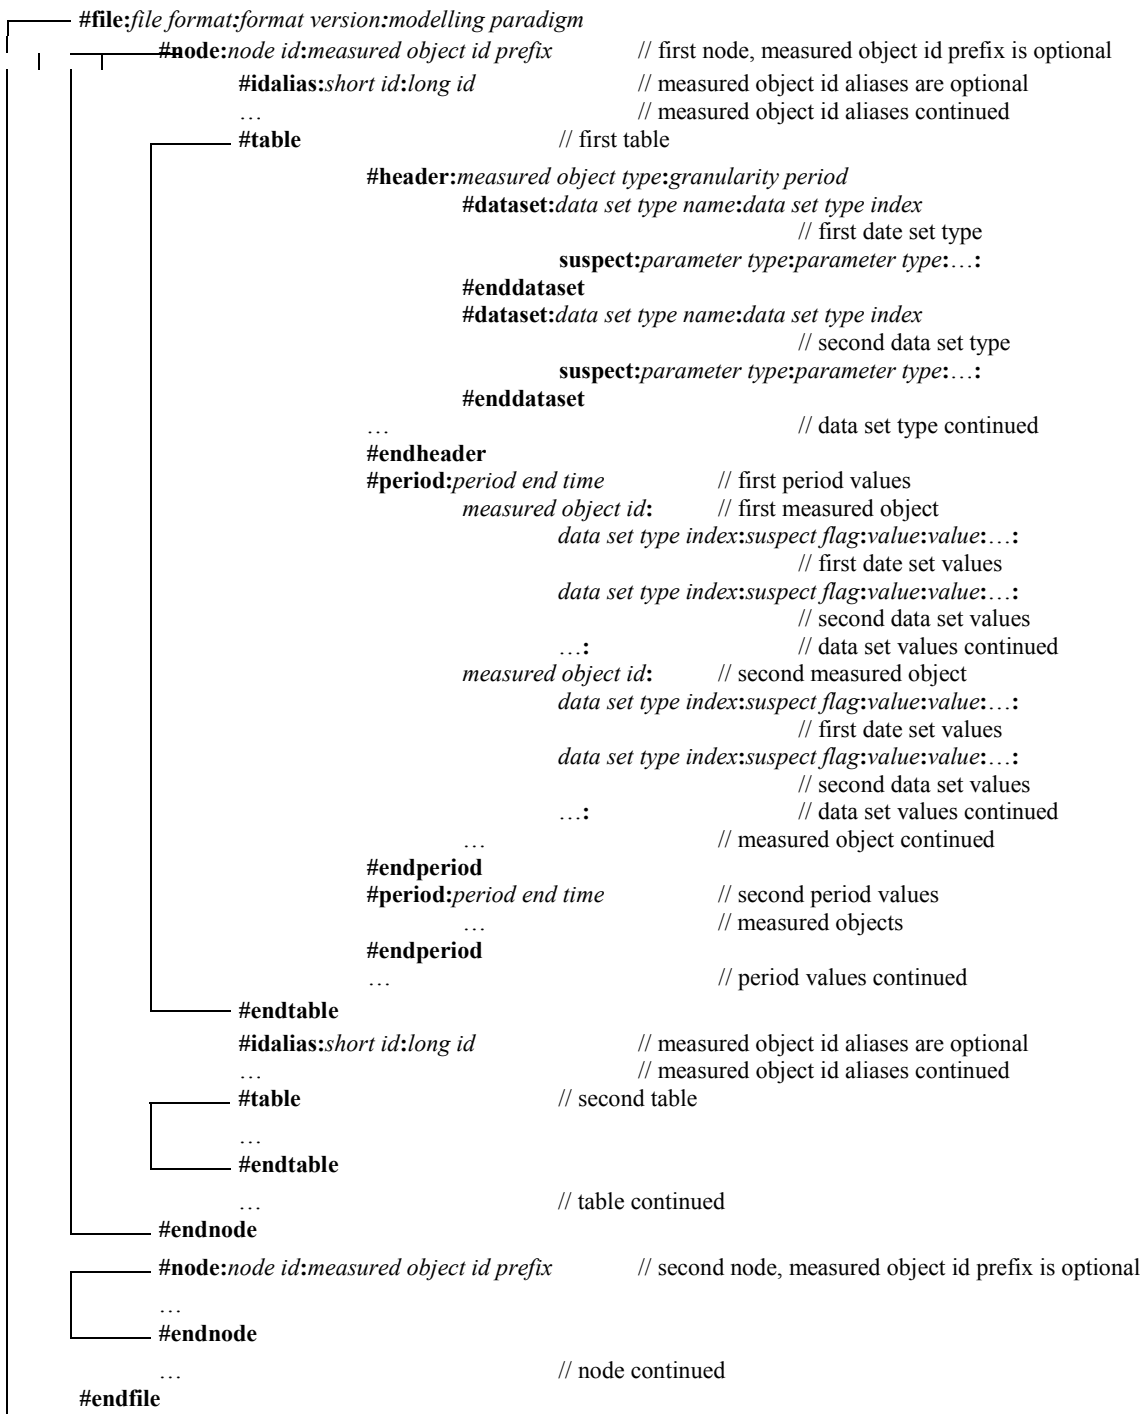 #file:file format:format version:modelling paradigm
#node:node id:measured object id prefix // first node, measured object id prefix is optional
#idalias:short id:long id // measured object id aliases are optional
… // measured object id aliases continued
#table // first table
#header:measured object type:granularity period
#dataset:data set type name:data set type index
// first date set type
suspect:parameter type:parameter type:…:
#enddataset
#dataset:data set type name:data set type index
// second data set type
suspect:parameter type:parameter type:…:
#enddataset
… // data set type continued
#endheader
#period:period end time // first period values
measured object id: // first measured object
data set type index:suspect flag:value:value:…:
// first date set values
data set type index:suspect flag:value:value:…:
// second data set values
…: // data set values continued
measured object id: // second measured object
data set type index:suspect flag:value:value:…:
// first date set values
data set type index:suspect flag:value:value:…:
// second data set values
…: // data set values continued
… // measured object continued
#endperiod
#period:period end time // second period values
… // measured objects
#endperiod
… // period values continued
#endtable
#idalias:short id:long id // measured object id aliases are optional
… // measured object id aliases continued
#table // second table
…
#endtable
… // table continued
#endnode
#node:node id:measured object id prefix // second node, measured object id prefix is optional
…
#endnode
… // node continued
#endfile